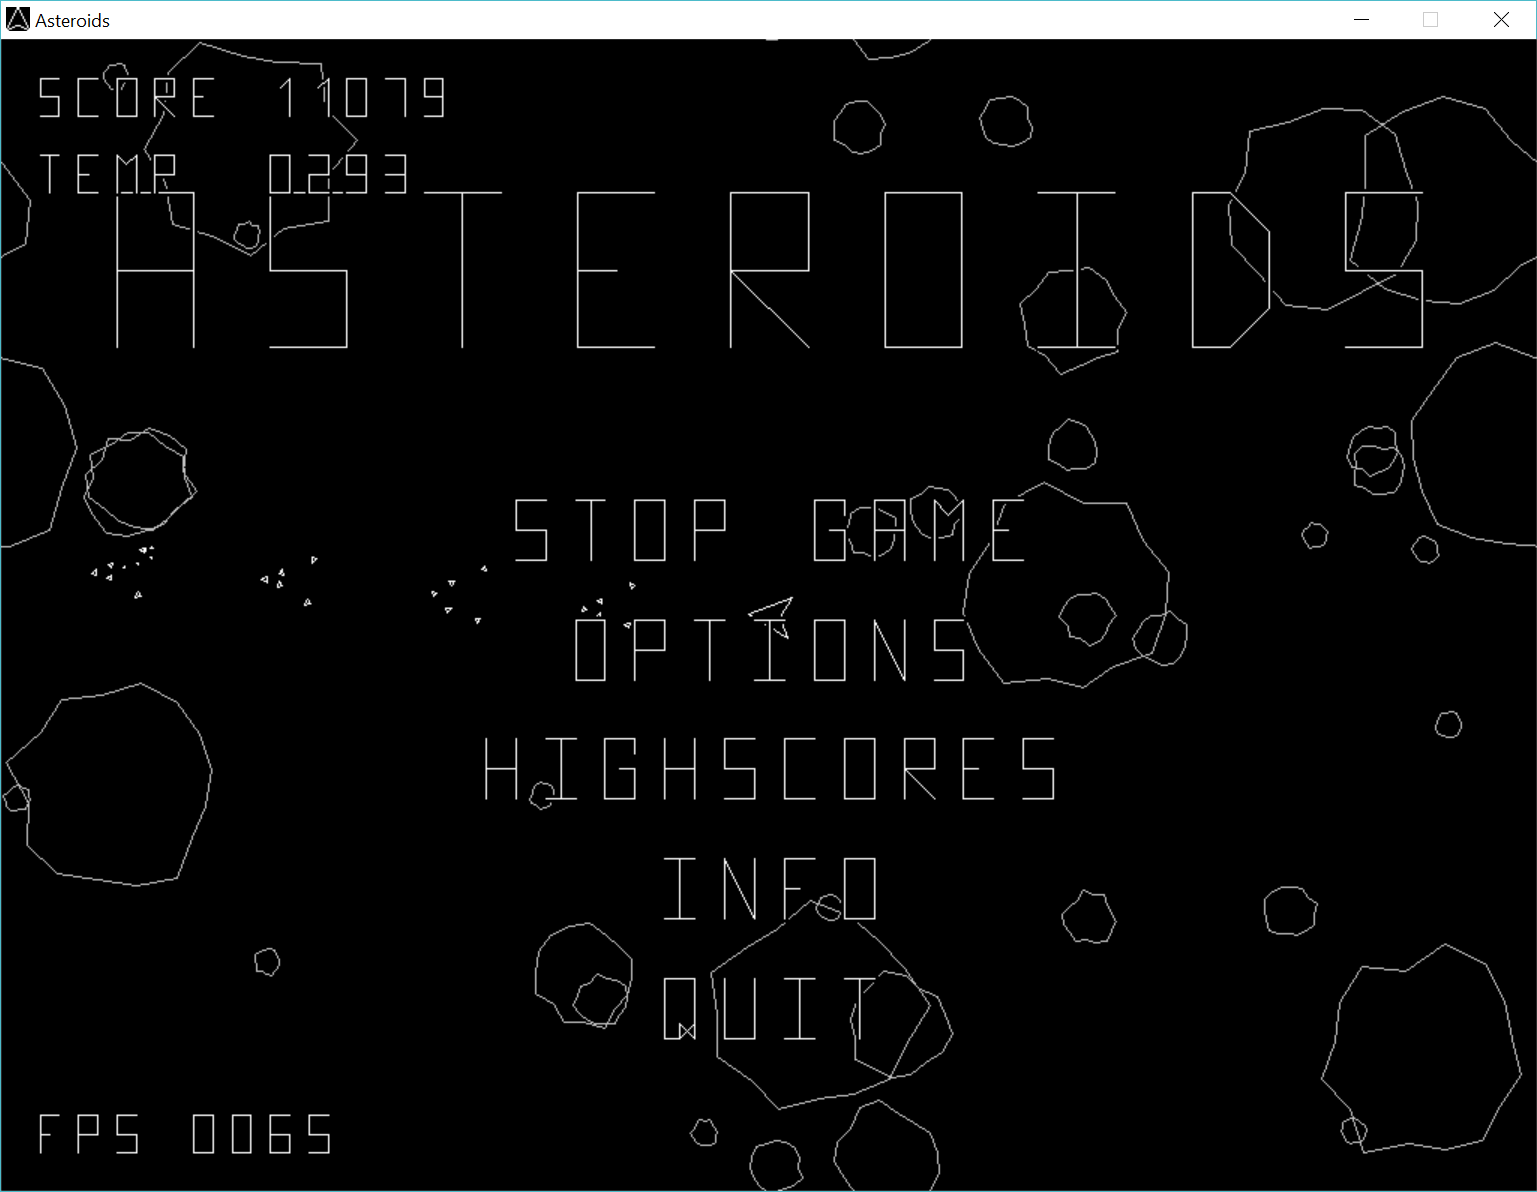 Asteroids
SCORE 11079
TEMP 0293
ASTEROIDS
STOP GAME
OPTIONS
HIGHSCORES
INFO
QUIT
FPS 0065